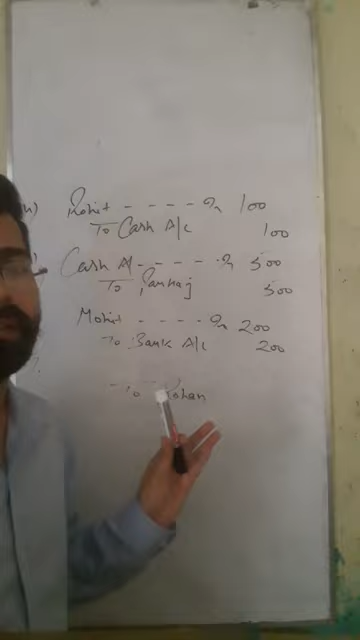 Rohit - - - - - Dr 100
To Cash A/c 100
Cash A/c - - - - - Dr 500
To Pankaj 500
Mohit - - - - - Dr 200
To Bank A/c 200
To Rohan